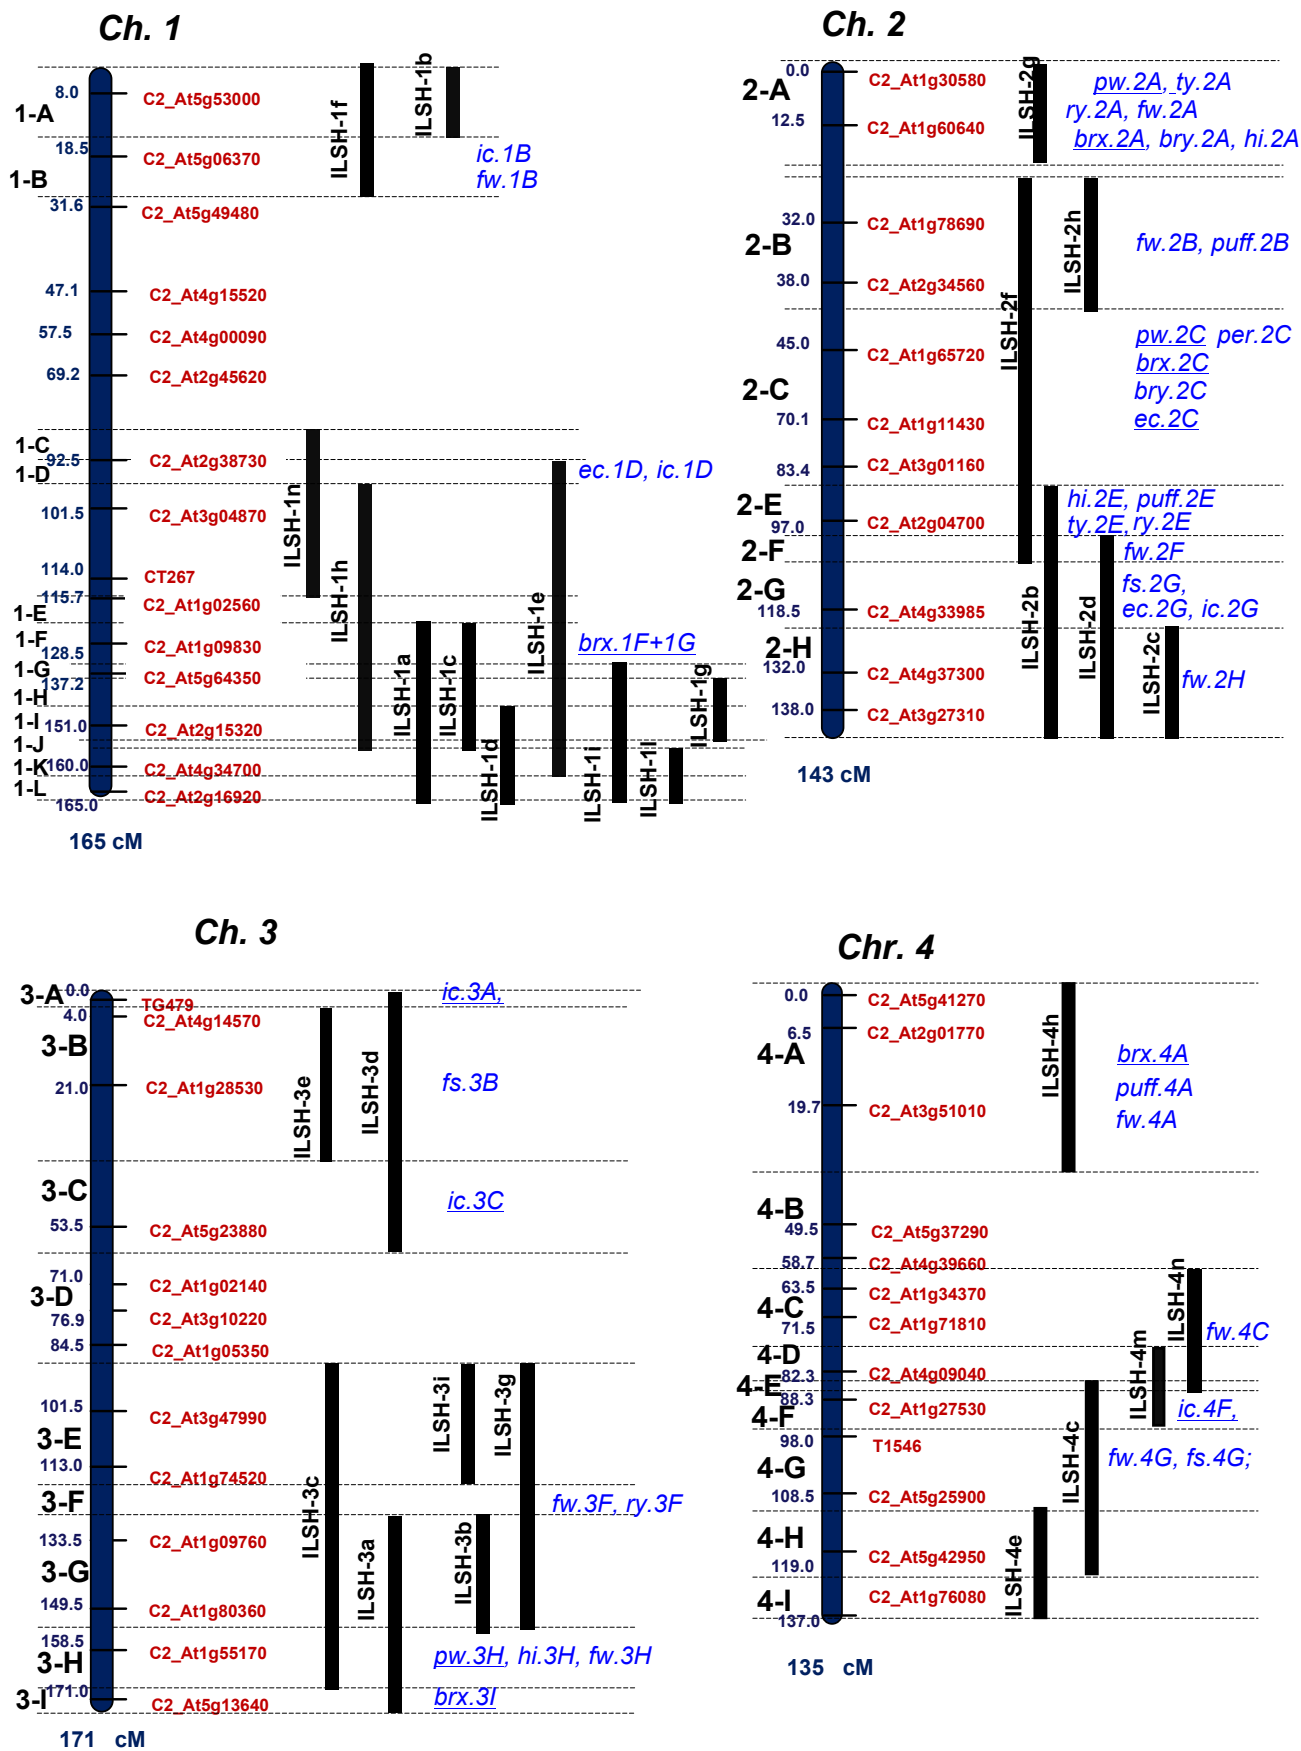 Ch. 1
1-A
1-B
1-C
1-D
1-E
1-F
1-G
1-H
1-I
1-J
1-K
1-L
8.0
18.5
31.6
47.1
57.5
69.2
92.5
101.5
114.0
115.7
128.5
137.2
151.0
160.0
165.0
C2_At5g53000
C2_At5g06370
C2_At5g49480
C2_At4g15520
C2_At4g00090
C2_At2g45620
C2_At2g38730
C2_At3g04870
CT267
C2_At1g02560
C2_At1g09830
C2_At5g64350
C2_At2g15320
C2_At4g34700
C2_At2g16920
ILSH-1f
ILSH-1b
ILSH-1n
ILSH-1h
ILSH-1a
ILSH-1c
ILSH-1d
ILSH-1e
ILSH-1i
ILSH-1l
ILSH-1g
ic.1B
fw.1B
ec.1D, ic.1D
brx.1F+1G
165 cM
Ch. 2
2-A
2-B
2-C
2-E
2-F
2-G
2-H
0.0
12.5
32.0
38.0
45.0
70.1
83.4
97.0
118.5
132.0
138.0
C2_At1g30580
C2_At1g60640
C2_At1g78690
C2_At2g34560
C2_At1g65720
C2_At1g11430
C2_At3g01160
C2_At2g04700
C2_At4g33985
C2_At4g37300
C2_At3g27310
ILSH-2g
ILSH-2f
ILSH-2h
ILSH-2b
ILSH-2d
ILSH-2c
pw.2A, ty.2A
ry.2A, fw.2A
brx.2A, bry.2A, hi.2A
fw.2B, puff.2B
pw.2C per.2C
brx.2C
bry.2C
ec.2C
hi.2E, puff.2E
ty.2E, ry.2E
fw.2F
fs.2G,
ec.2G, ic.2G
fw.2H
143 cM
Ch. 3
3-A
3-B
3-C
3-D
3-E
3-F
3-G
3-H
3-I
0.0
4.0
21.0
53.5
71.0
76.9
84.5
101.5
113.0
133.5
149.5
158.5
171.0
TG479
C2_At4g14570
C2_At1g28530
C2_At5g23880
C2_At1g02140
C2_At3g10220
C2_At1g05350
C2_At3g47990
C2_At1g74520
C2_At1g09760
C2_At1g80360
C2_At1g55170
C2_At5g13640
ILSH-3e
ILSH-3d
ILSH-3c
ILSH-3i
ILSH-3g
ILSH-3a
ILSH-3b
ic.3A,
fs.3B
ic.3C
fw.3F, ry.3F
pw.3H, hi.3H, fw.3H
brx.3I
171 cM
Chr. 4
4-A
4-B
4-C
4-D
4-E
4-F
4-G
4-H
4-I
0.0
6.5
19.7
49.5
58.7
63.5
71.5
82.3
88.3
98.0
108.5
119.0
137.0
C2_At5g41270
C2_At2g01770
C2_At3g51010
C2_At5g37290
C2_At4g39660
C2_At1g34370
C2_At1g71810
C2_At4g09040
C2_At1g27530
T1546
C2_At5g25900
C2_At5g42950
C2_At1g76080
ILSH-4h
ILSH-4n
ILSH-4m
ILSH-4c
ILSH-4e
brx.4A
puff.4A
fw.4A
fw.4C
ic.4F,
fw.4G, fs.4G;
135 cM